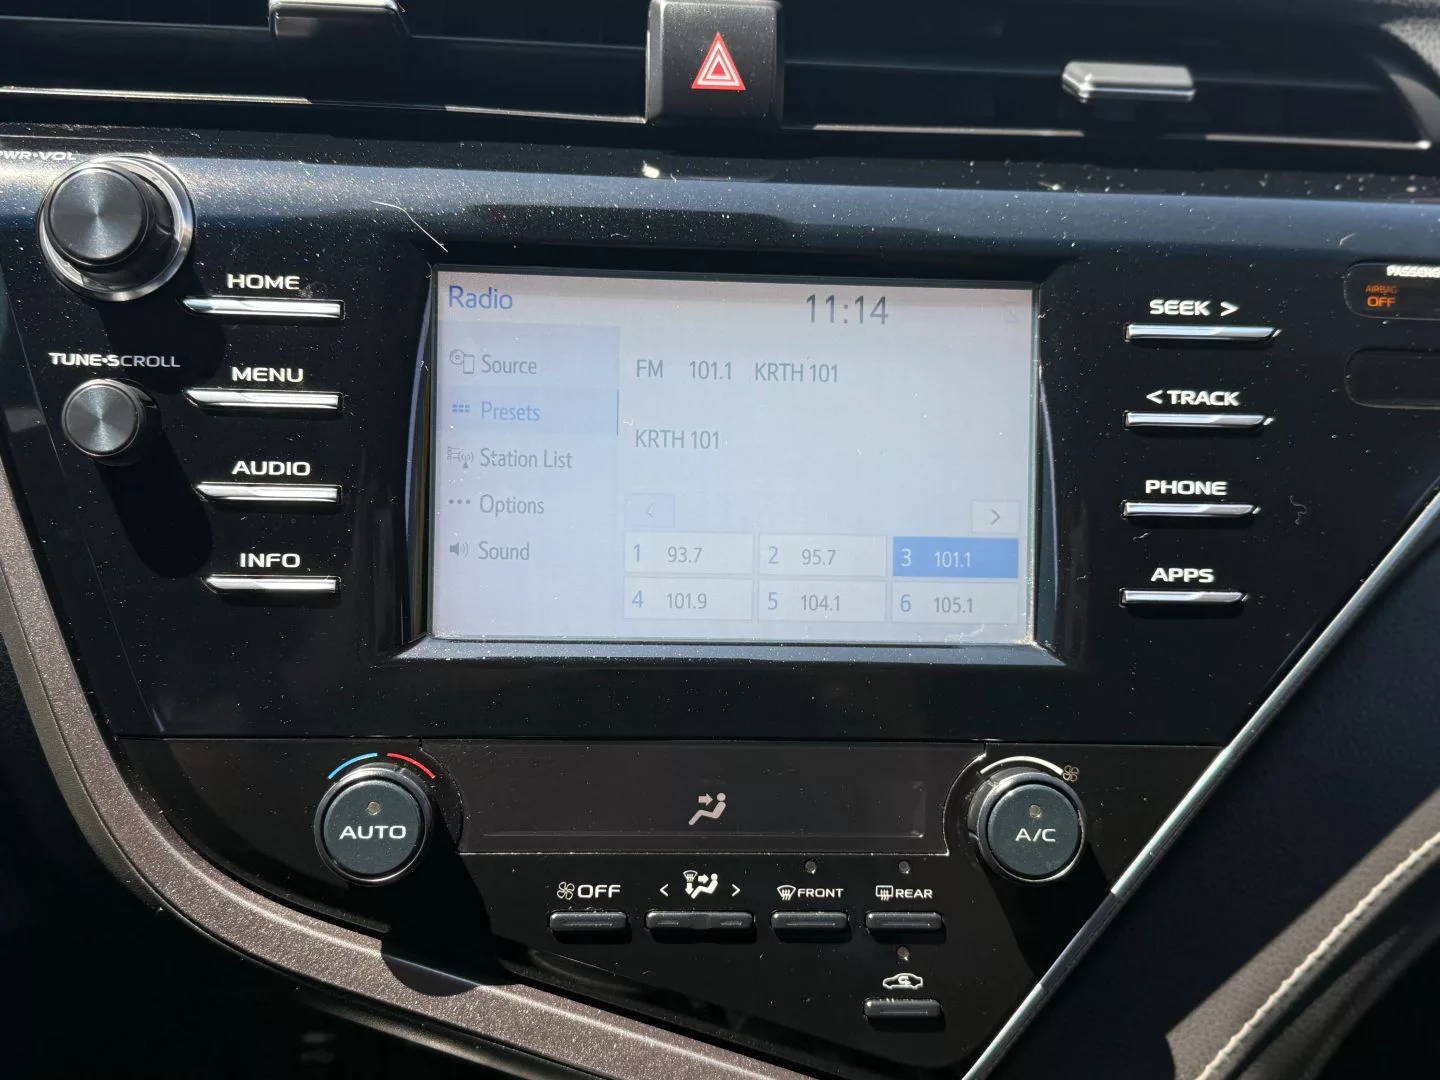 PWR•VOL
HOME
TUNE•SCROLL
MENU
AUDIO
INFO
Radio
11:14
Source
Presets
Station List
Options
Sound
FM 101.1 KRTH 101
KRTH 101
< >
1 93.7 2 95.7 3 101.1
4 101.9 5 104.1 6 105.1
SEEK >
< TRACK
PHONE
APPS
AIRBAG
OFF
AUTO
A/C
OFF < > FRONT REAR